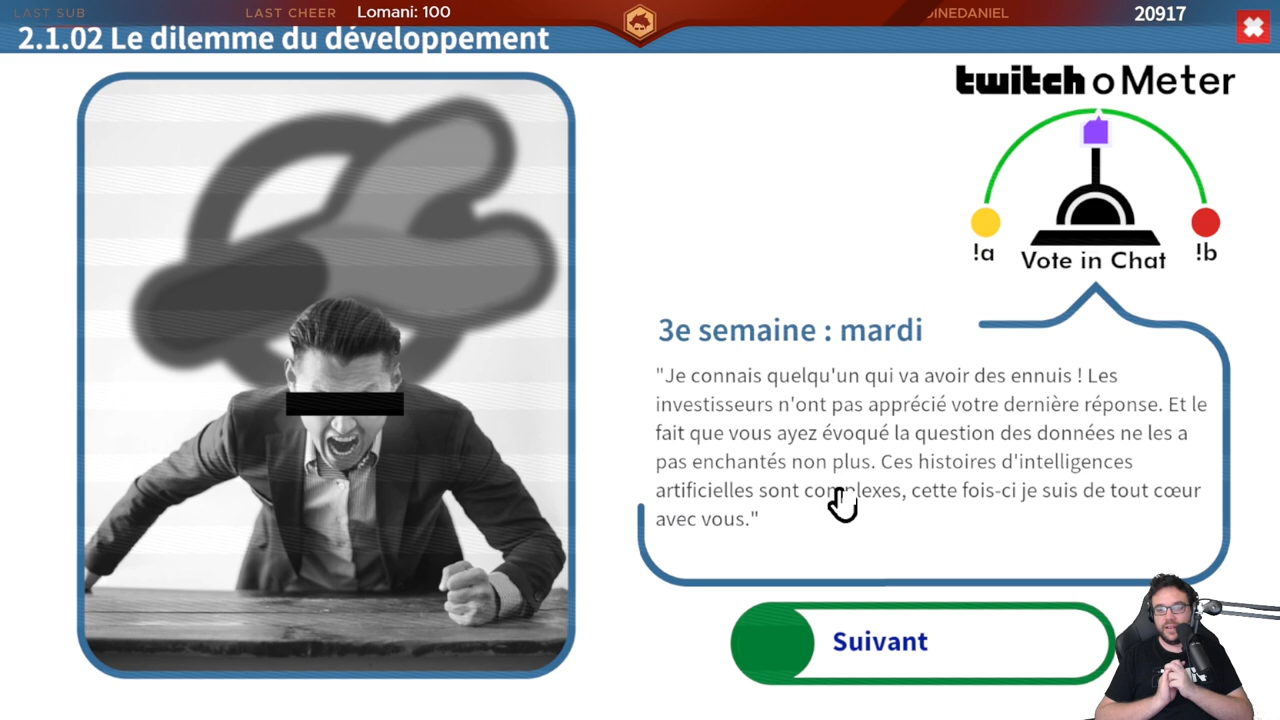 LAST SUB
LAST CHEER
Lomani: 100
DINEDANIEL
20917
2.1.02 Le dilemme du développement
twitch o Meter
!a
Vote in Chat
!b
3e semaine : mardi
"Je connais quelqu'un qui va avoir des ennuis ! Les
investisseurs n'ont pas apprécié votre dernière réponse. Et le
fait que vous ayez évoqué la question des données ne les a
pas enchantés non plus. Ces histoires d'intelligences
artificielles sont complexes, cette fois-ci je suis de tout cœur
avec vous."
Suivant